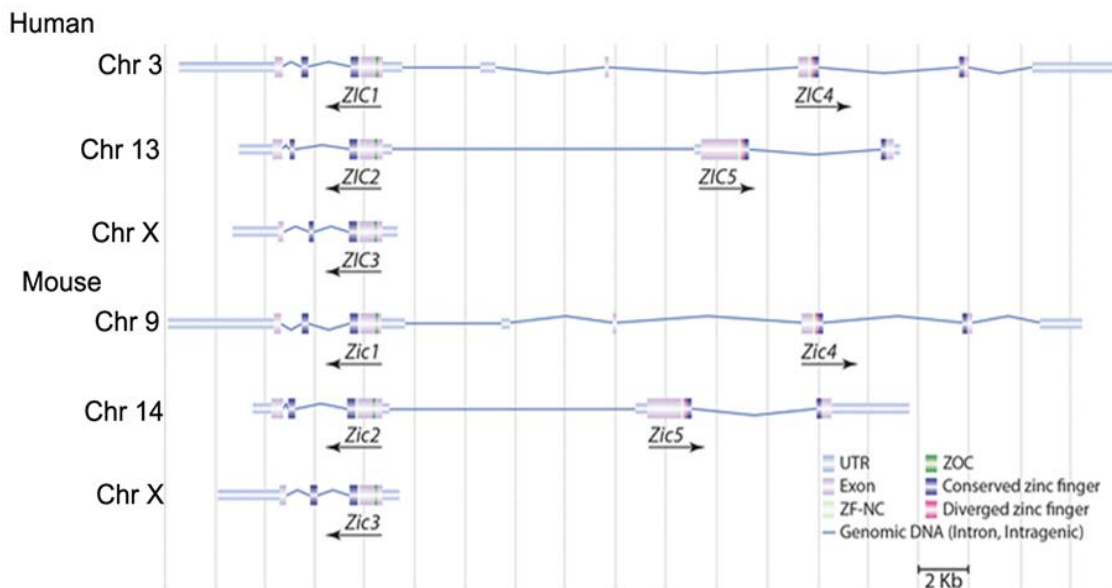 Human
Chr 3
ZIC1
ZIC4
Chr 13
ZIC2
ZIC5
Chr X
ZIC3
Mouse
Chr 9
Zic1
Zic4
Chr 14
Zic2
Zic5
Chr X
Zic3
UTR
ZOC
Exon
Conserved zinc finger
ZF-NC
Diverged zinc finger
Genomic DNA (Intron, Intragenic)
2 Kb